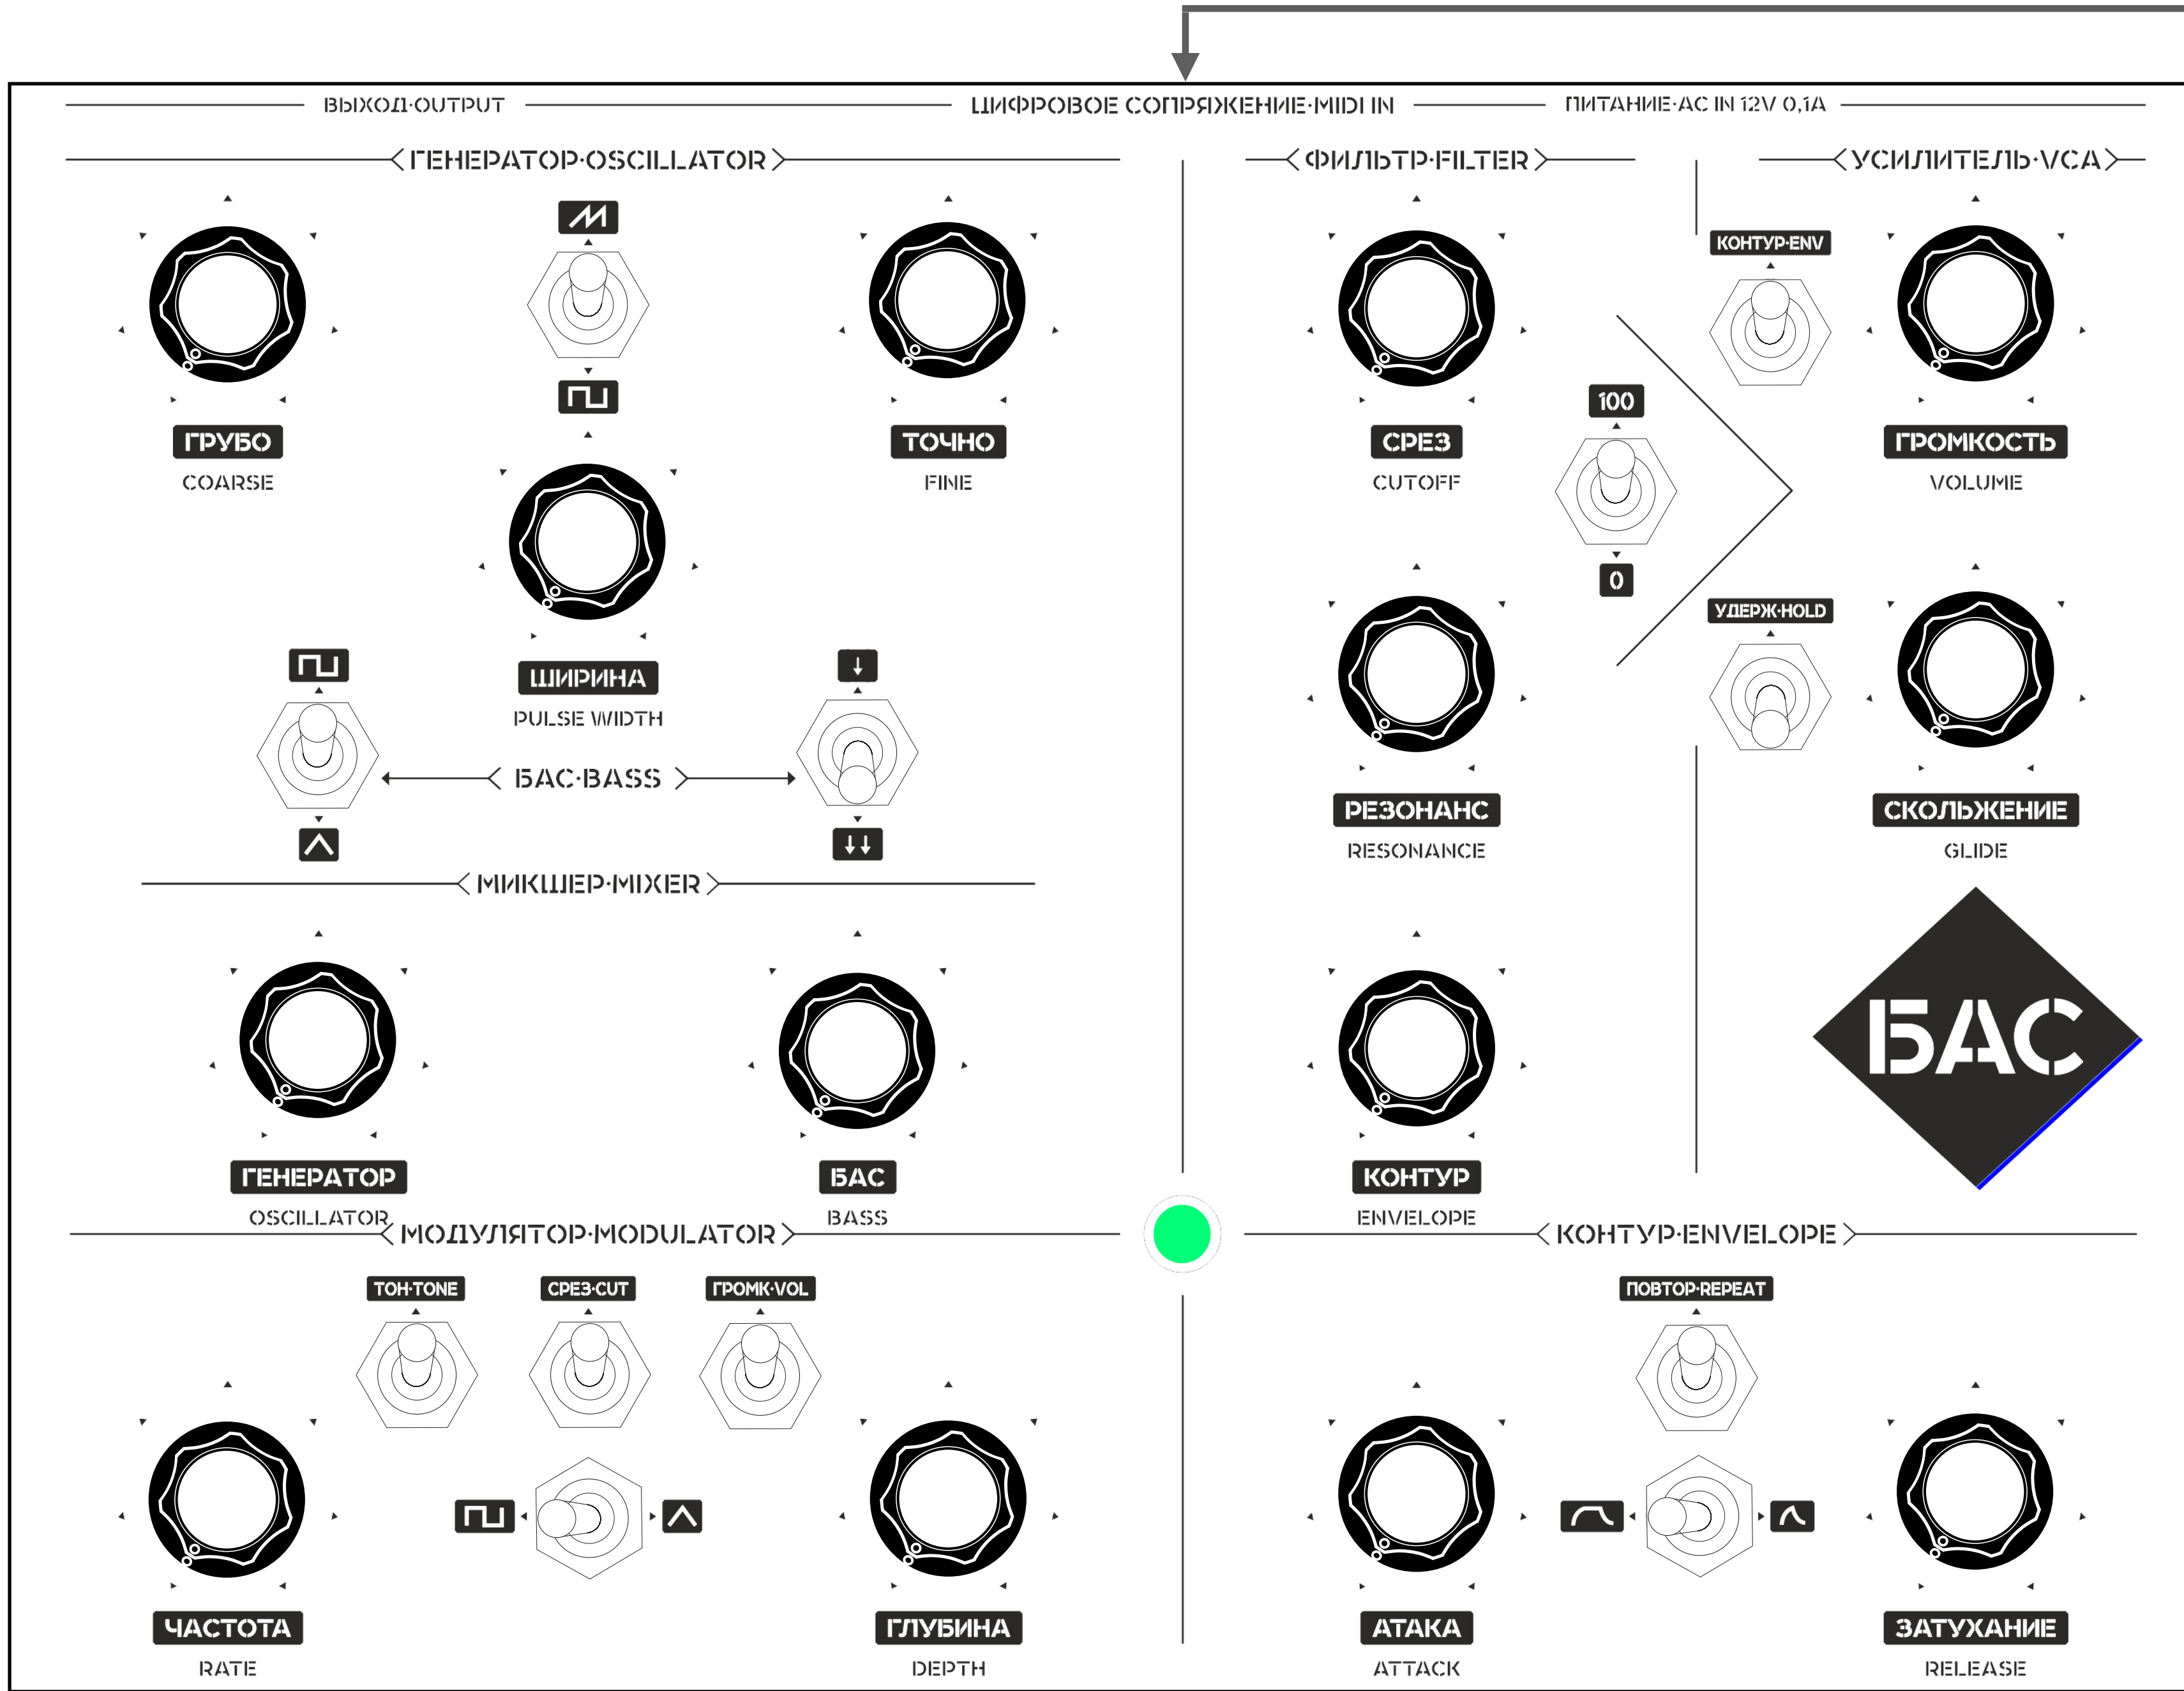 ВЫХОД·OUTPUT
ЦИФРОВОЕ СОПРЯЖЕНИЕ·MIDI IN
ПИТАНИЕ·AC IN 12V 0,1A
ГЕНЕРАТОР·OSCILLATOR
ФИЛЬТР·FILTER
УСИЛИТЕЛЬ·VCA
КОНТУР·ENV
100
ГРУБО
COARSE
ТОЧНО
FINE
СРЕЗ
CUTOFF
ГРОМКОСТЬ
VOLUME
0
УДЕРЖ·HOLD
ШИРИНА
PULSE WIDTH
БАС·BASS
РЕЗОНАНС
RESONANCE
СКОЛЬЖЕНИЕ
GLIDE
МИКШЕР·MIXER
БАС
ГЕНЕРАТОР
OSCILLATOR
БАС
BASS
КОНТУР
ENVELOPE
МОДУЛЯТОР·MODULATOR
КОНТУР·ENVELOPE
ТОН·TONE
СРЕЗ·CUT
ГРОМК·VOL
ПОВТОР·REPEAT
ЧАСТОТА
RATE
ГЛУБИНА
DEPTH
АТАКА
ATTACK
ЗАТУХАНИЕ
RELEASE